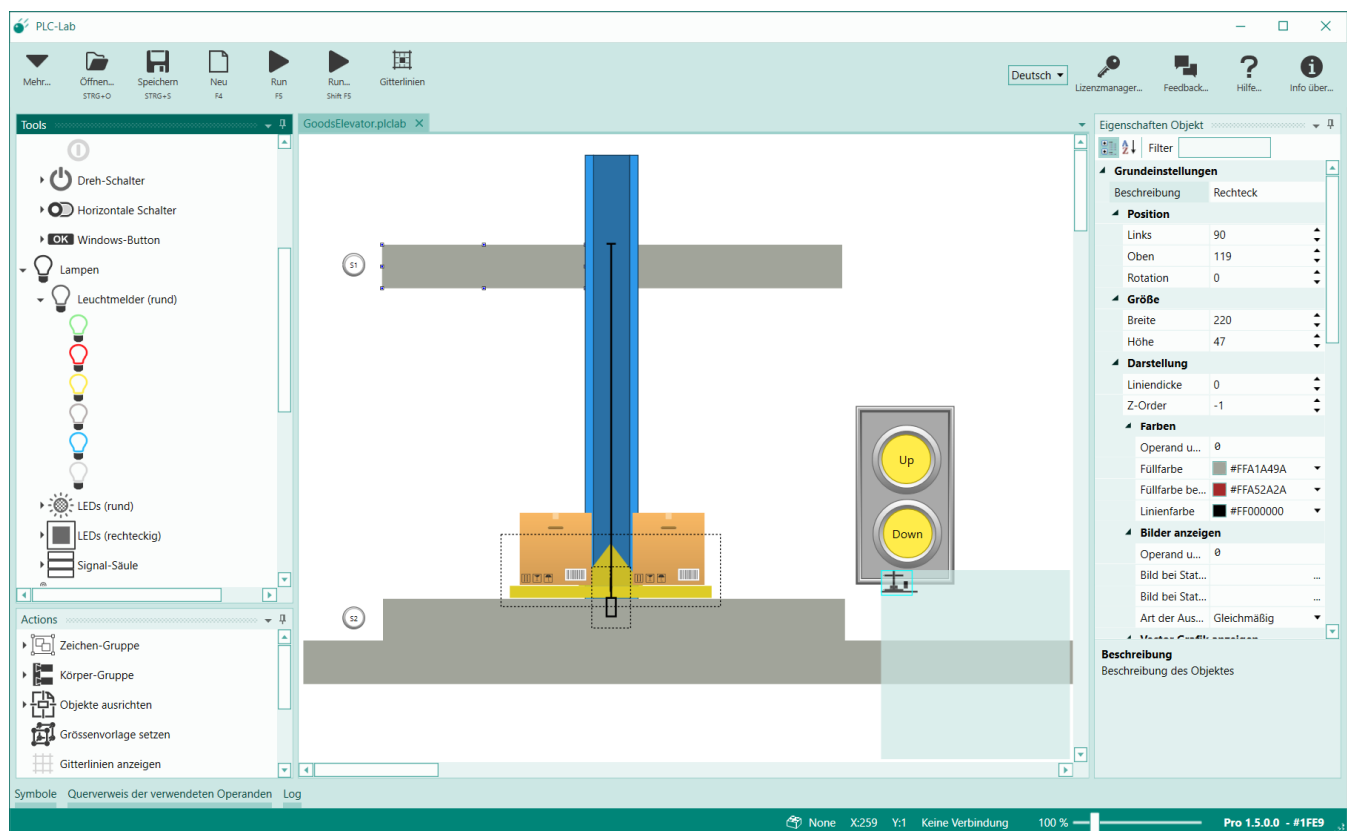 PLC-Lab
Mehr...
Öffnen...
STRG+O
Speichern
STRG+S
Neu
F4
Run
F5
Run...
Shift F5
Gitterlinien
Deutsch
Lizenzmanager...
Feedback...
Hilfe...
Info über...
Tools
Dreh-Schalter
Horizontale Schalter
OK Windows-Button
Lampen
Leuchtmelder (rund)
LEDs (rund)
LEDs (rechteckig)
Signal-Säule
Actions
Zeichen-Gruppe
Körper-Gruppe
Objekte ausrichten
Grössenvorlage setzen
Gitterlinien anzeigen
GoodsElevator.plclab
S1
Up
Down
S2
Eigenschaften Objekt
Filter
Grundeinstellungen
Beschreibung Rechteck
Position
Links 90
Oben 119
Rotation 0
Größe
Breite 220
Höhe 47
Darstellung
Liniendicke 0
Z-Order -1
Farben
Operand u... 0
Füllfarbe #FFA1A49A
Füllfarbe be... #FFA52A2A
Linienfarbe #FF000000
Bilder anzeigen
Operand u... 0
Bild bei Stat... ...
Bild bei Stat... ...
Art der Aus... Gleichmäßig
Beschreibung
Beschreibung des Objektes
Symbole Querverweis der verwendeten Operanden Log
None X:259 Y:1 Keine Verbindung 100 % Pro 1.5.0.0 - #1FE9